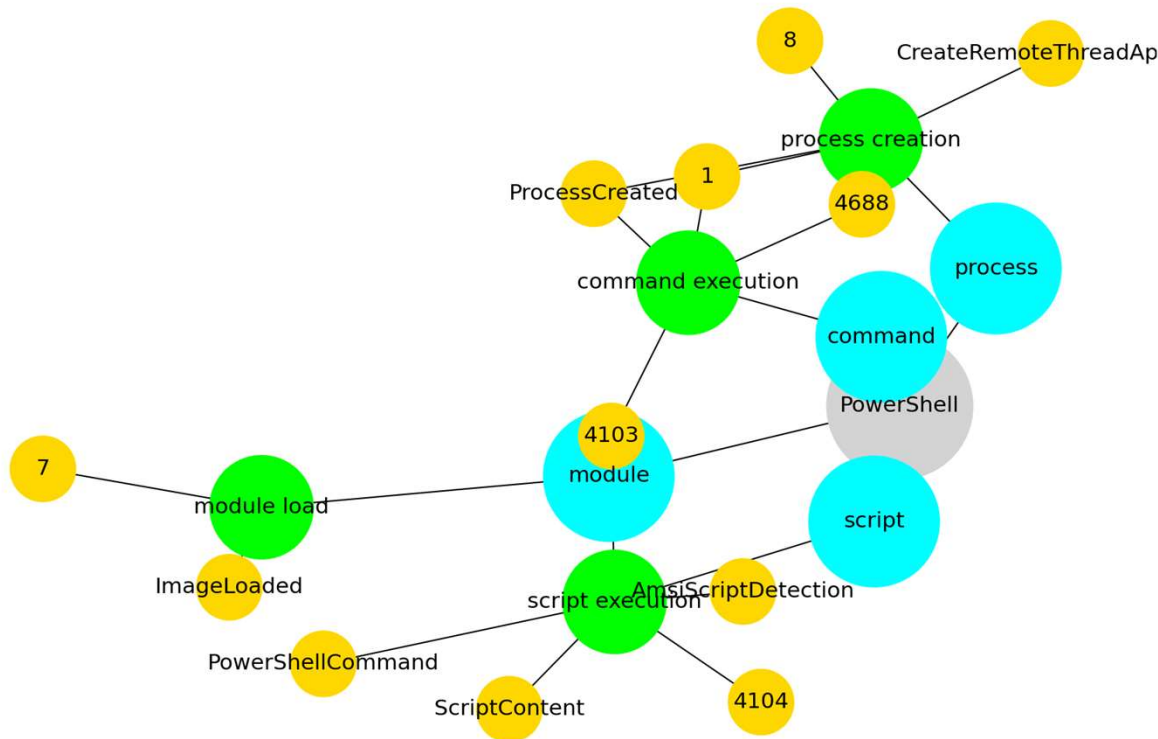 8
CreateRemoteThreadAp
process creation
1
ProcessCreated
4688
process
command execution
command
PowerShell
4103
module
7
module load
script
ImageLoaded
AmsiScriptDetection
script execution
PowerShellCommand
ScriptContent
4104